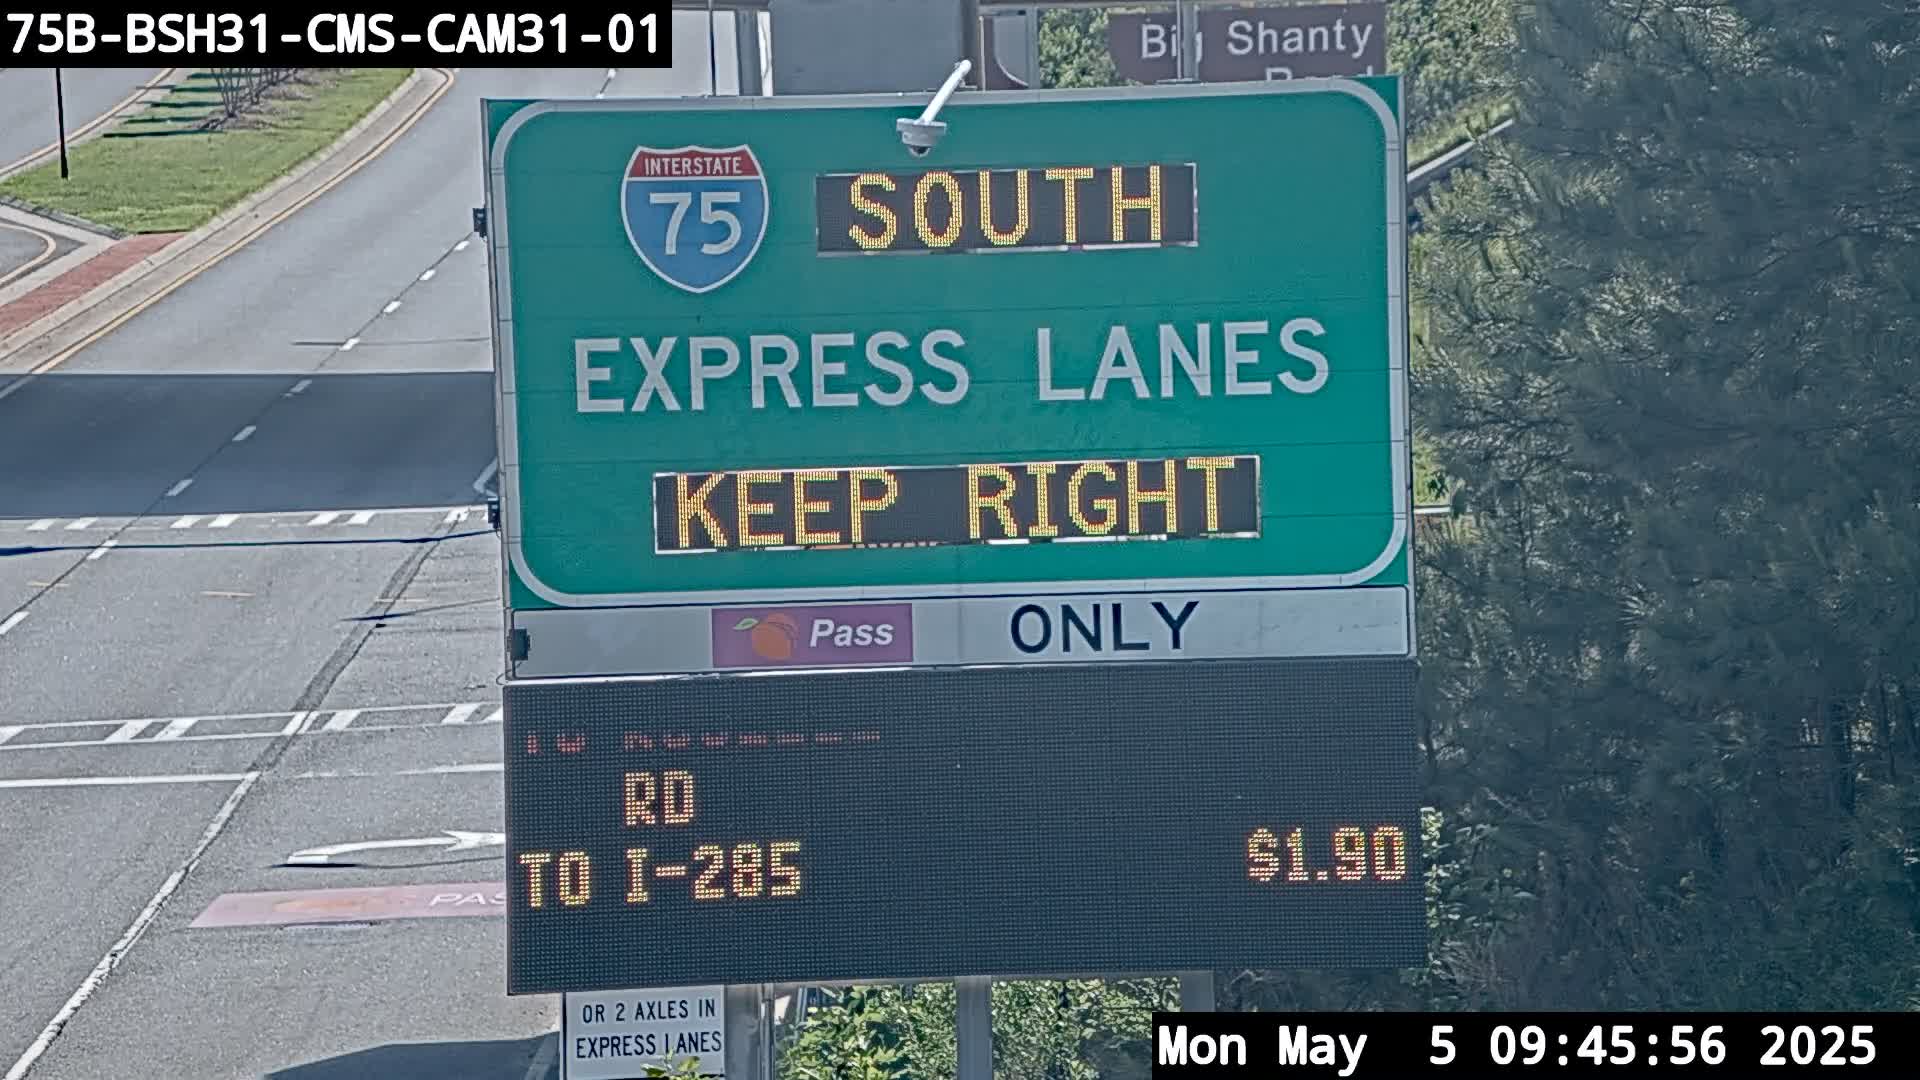 75B-BSH31-CMS-CAM31-01
Big Shanty
INTERSTATE
75
SOUTH
EXPRESS LANES
KEEP RIGHT
Pass ONLY
RD
TO I-285 $1.90
PAS
OR 2 AXLES IN
EXPRESS LANES
Mon May 5 09:45:56 2025